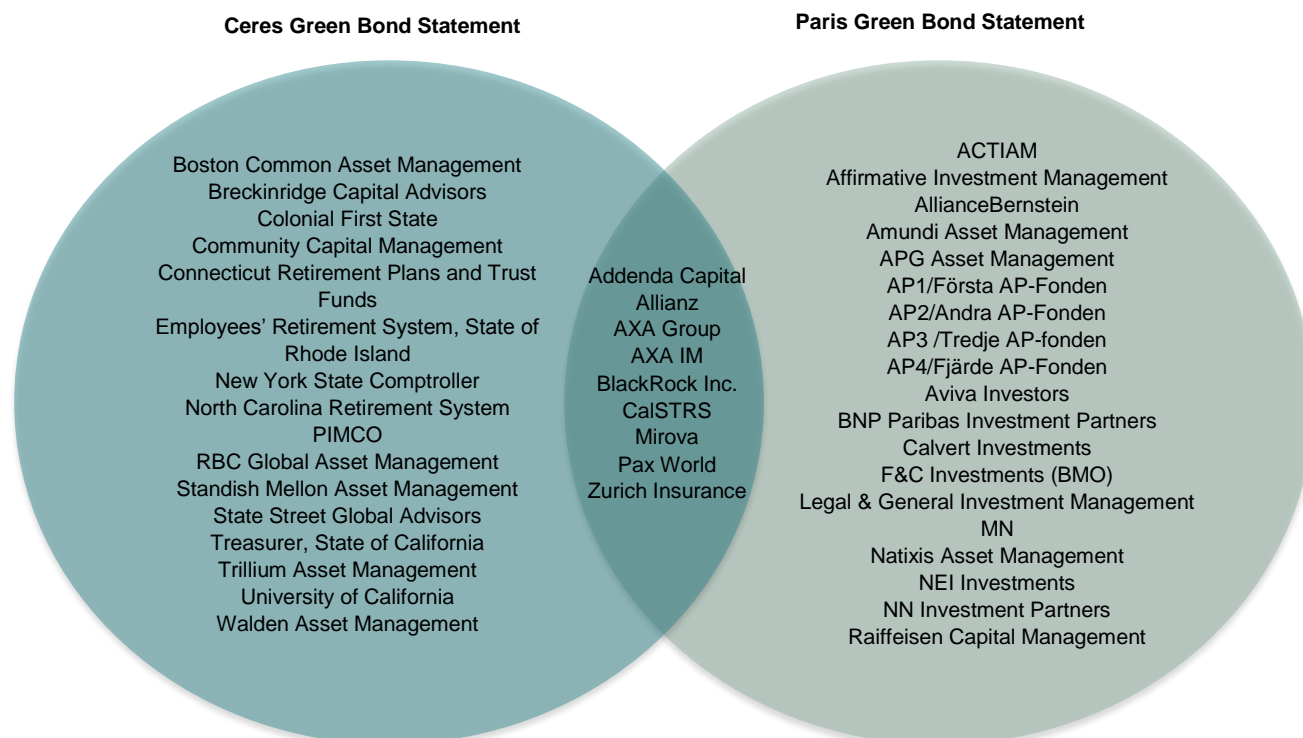 Ceres Green Bond Statement
Paris Green Bond Statement
Boston Common Asset Management
Breckinridge Capital Advisors
Colonial First State
Community Capital Management
Connecticut Retirement Plans and Trust
Funds
Employees’ Retirement System, State of
Rhode Island
New York State Comptroller
North Carolina Retirement System
PIMCO
RBC Global Asset Management
Standish Mellon Asset Management
State Street Global Advisors
Treasurer, State of California
Trillium Asset Management
University of California
Walden Asset Management
Addenda Capital
Allianz
AXA Group
AXA IM
BlackRock Inc.
CalSTRS
Mirova
Pax World
Zurich Insurance
ACTIAM
Affirmative Investment Management
AllianceBernstein
Amundi Asset Management
APG Asset Management
AP1/Första AP-Fonden
AP2/Andra AP-Fonden
AP3 /Tredje AP-fonden
AP4/Fjärde AP-Fonden
Aviva Investors
BNP Paribas Investment Partners
Calvert Investments
F&C Investments (BMO)
Legal & General Investment Management
MN
Natixis Asset Management
NEI Investments
NN Investment Partners
Raiffeisen Capital Management